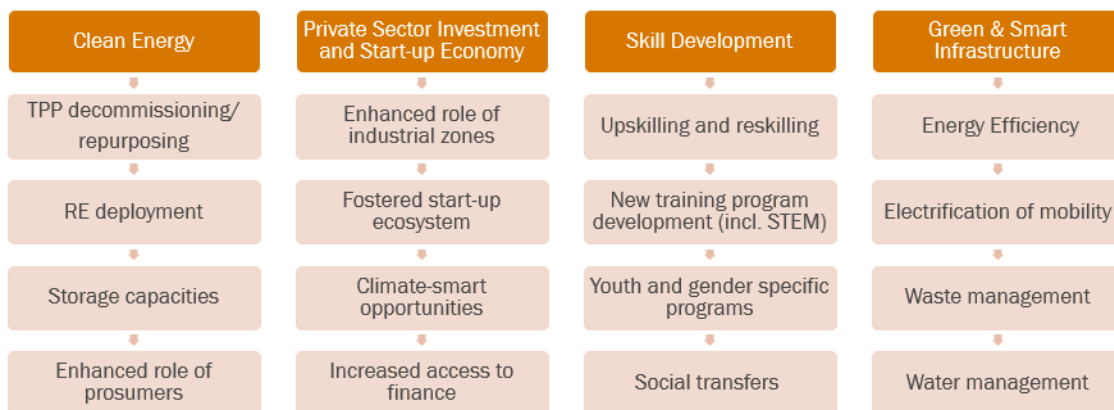 Clean Energy
TPP decommissioning/
repurposing
RE deployment
Storage capacities
Enhanced role of
prosumers
Private Sector Investment
and Start-up Economy
Enhanced role of
industrial zones
Fostered start-up
ecosystem
Climate-smart
opportunities
Increased access to
finance
Skill Development
Upskilling and reskilling
New training program
development (incl. STEM)
Youth and gender specific
programs
Social transfers
Green & Smart
Infrastructure
Energy Efficiency
Electrification of mobility
Waste management
Water management